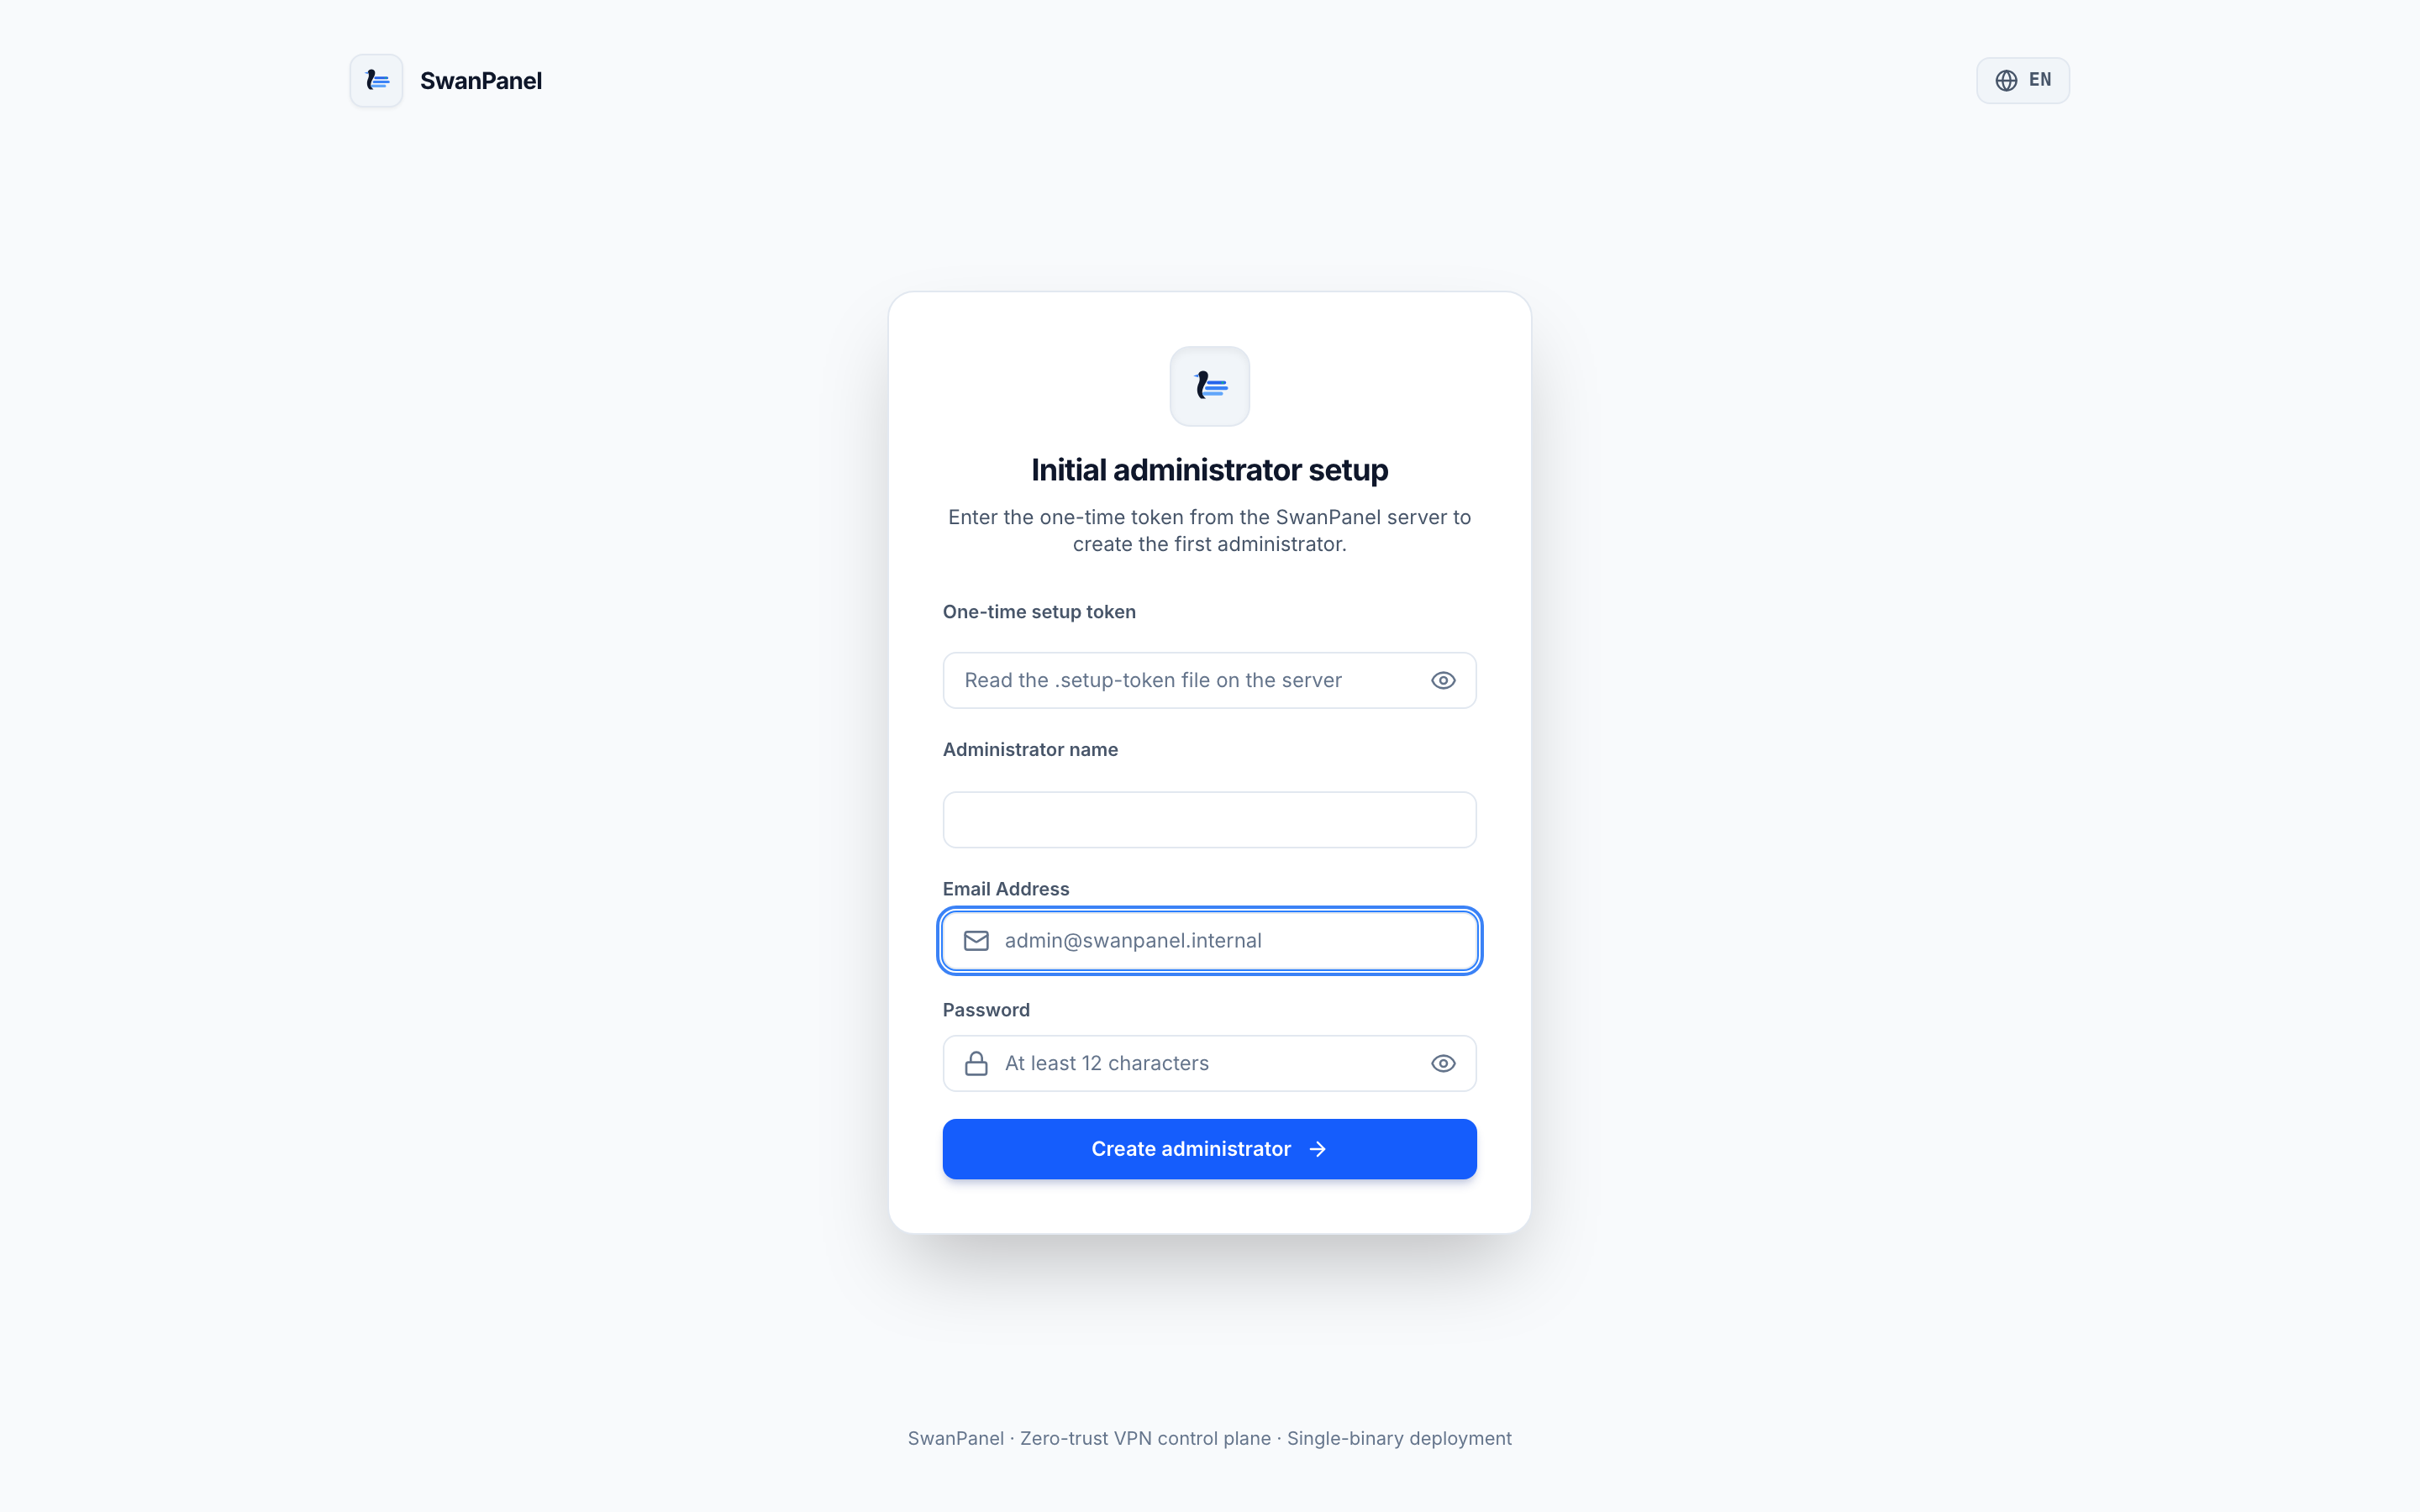 SwanPanel
EN
Initial administrator setup
Enter the one-time token from the SwanPanel server to
create the first administrator.
One-time setup token
Read the .setup-token file on the server
Administrator name
Email Address
admin@swanpanel.internal
Password
At least 12 characters
Create administrator
SwanPanel · Zero-trust VPN control plane · Single-binary deployment